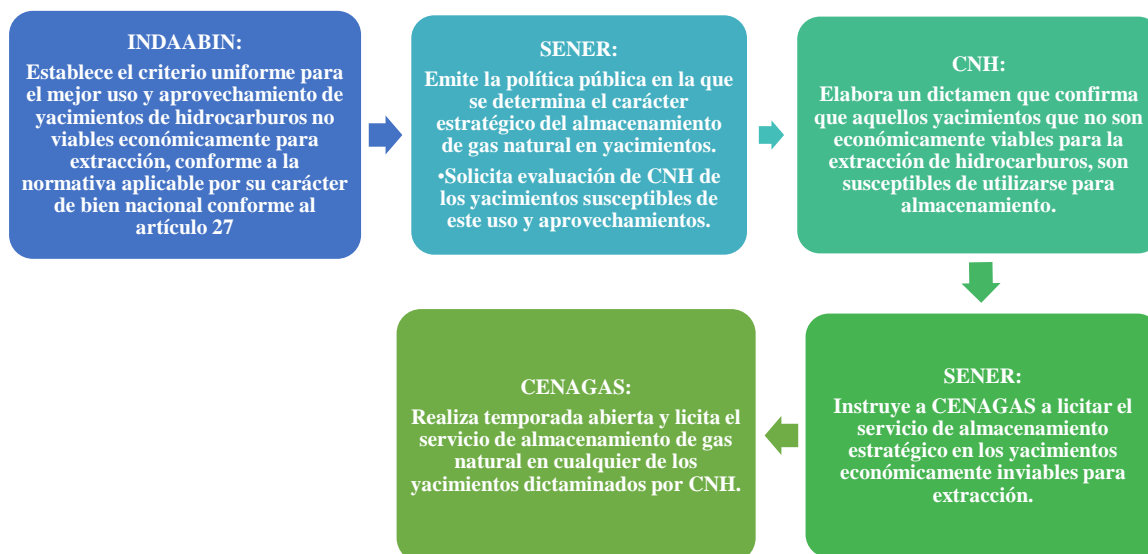 INDAABIN:
Establece el criterio uniforme para
el mejor uso y aprovechamiento de
yacimientos de hidrocarburos no
viables económicamente para
extracción, conforme a la
normativa aplicable por su carácter
de bien nacional conforme al
artículo 27
SENER:
Emite la política pública en la que
se determina el carácter
estratégico del almacenamiento
de gas natural en yacimientos.
•Solicita evaluación de CNH de
los yacimientos susceptibles de
este uso y aprovechamientos.
CNH:
Elabora un dictamen que confirma
que aquellos yacimientos que no son
económicamente viables para la
extracción de hidrocarburos, son
susceptibles de utilizarse para
almacenamiento.
SENER:
Instruye a CENAGAS a licitar el
servicio de almacenamiento
estratégico en los yacimientos
económicamente inviables para
extracción.
CENAGAS:
Realiza temporada abierta y licita el
servicio de almacenamiento de gas
natural en cualquier de los
yacimientos dictaminados por CNH.